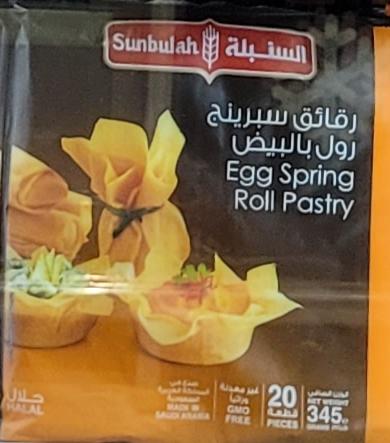 Sunbulah السنبلة
رقائق سبرينج
رول بالبيض
Egg Spring
Roll Pastry
حلال
HALAL
صنع في
المملكة العربية
السعودية
MADE IN
SAUDI ARABIA
غير معدلة
وراثيا
GMO
FREE
20
قطعة
PIECES
الوزن الصافي
NET WEIGHT
345